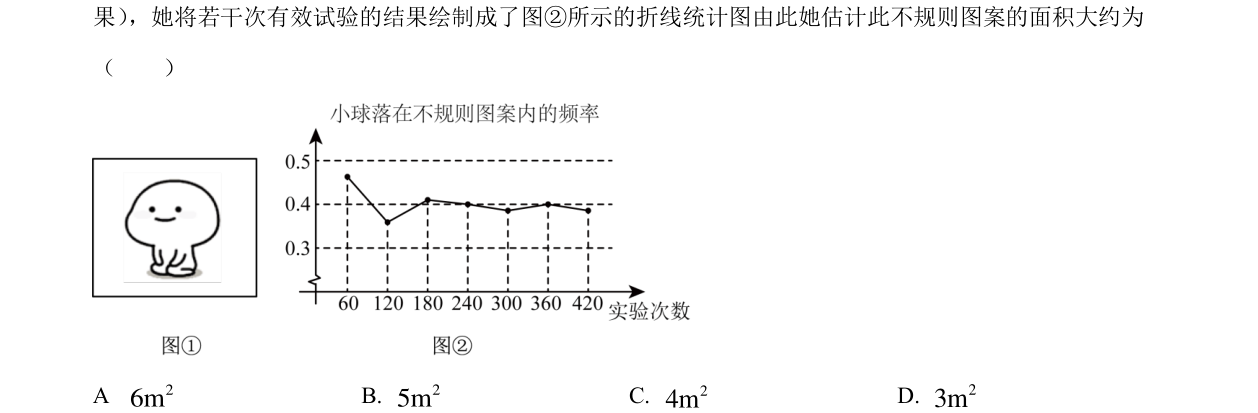 果），她将若干次有效试验的结果绘制成了图②所示的折线统计图由此她估计此不规则图案的面积大约为
（ ）
小球落在不规则图案内的频率
0.5
0.4
0.3
60 120 180 240 300 360 420 实验次数
图① 图②
A 6m² B. 5m² C. 4m² D. 3m²